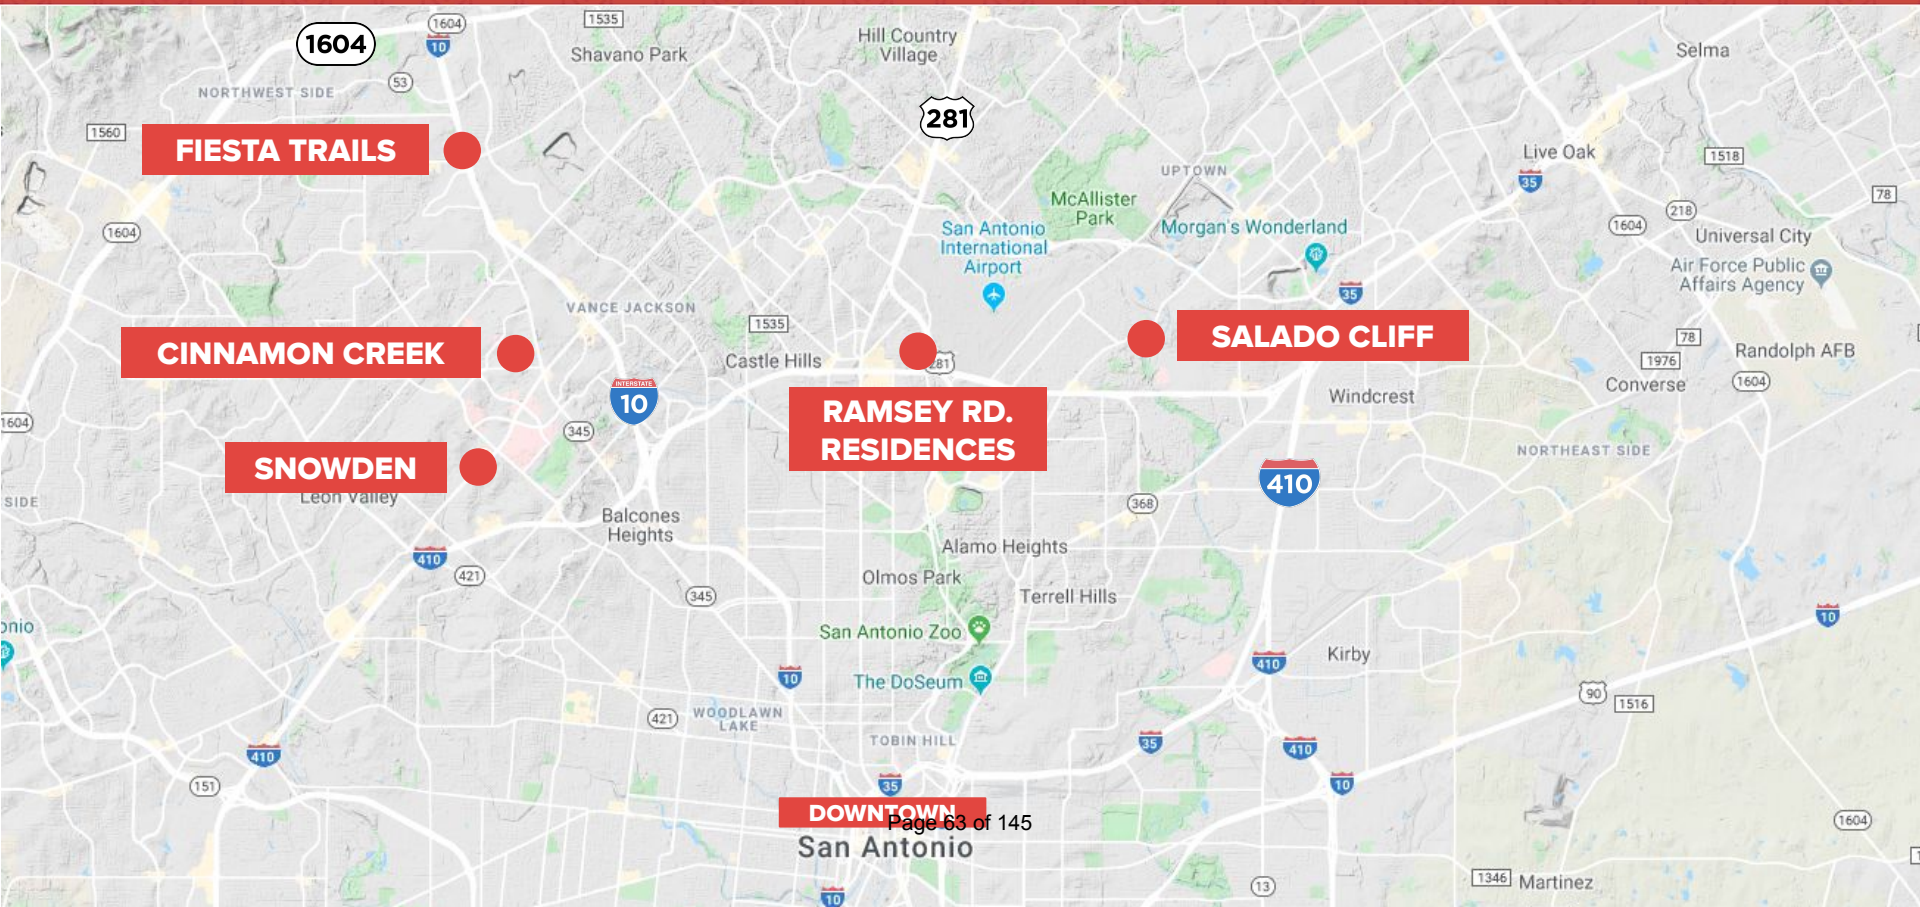 1604
1604
10
1535
Shavano Park
Hill Country
Village
Selma
53
NORTHWEST SIDE
281
1560
FIESTA TRAILS
Live Oak
1518
35
UPTOWN
78
McAllister
Park
218
1604
1604
San Antonio
International
Airport
Morgan's Wonderland
Universal City
Air Force Public
Affairs Agency
35
VANCE JACKSON
1535
SALADO CLIFF
CINNAMON CREEK
Castle Hills
281
78
1976
Randolph AFB
Converse
1604
INTERSTATE
10
Windcrest
RAMSEY RD.
RESIDENCES
1604
345
NORTHEAST SIDE
SNOWDEN
Leon Valley
410
SIDE
368
Balcones
Heights
Alamo Heights
410
421
Olmos Park
345
Terrell Hills
10
onio
San Antonio Zoo
Kirby
410
10
The DoSeum
90
1516
421
WOODLAWN
LAKE
TOBIN HILL
35
410
410
10
151
35
DOWNTOWN
Page 63 of 145
1604
San Antonio
13
1346
Martinez
10